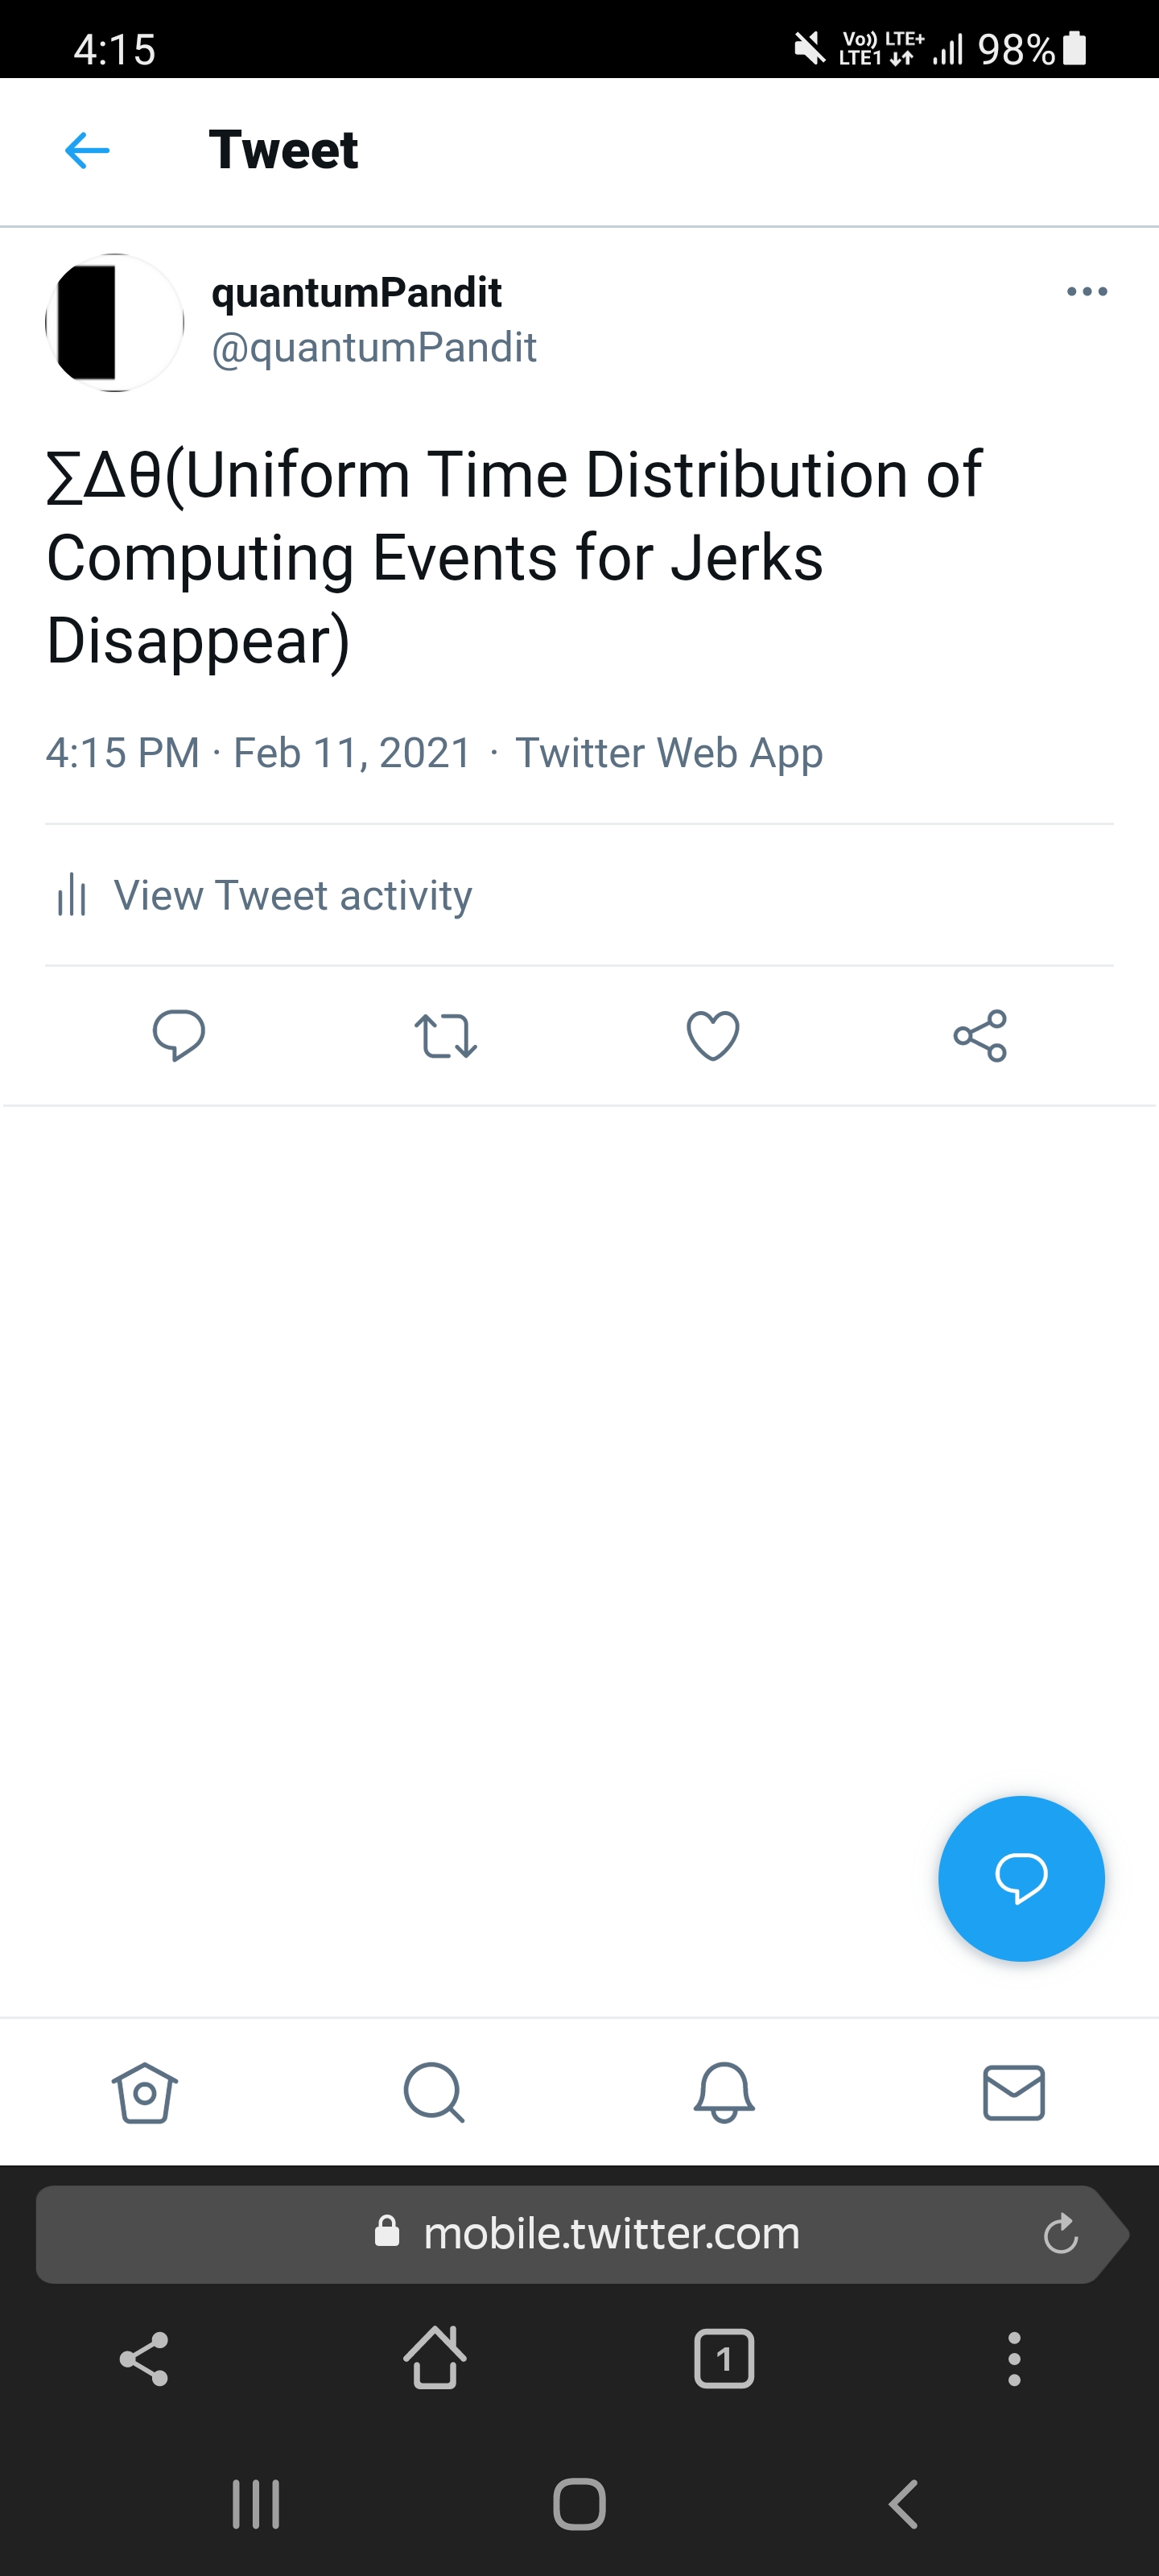 4:15 Vo)) LTE+ LTE1 98%
Tweet
quantumPandit
@quantumPandit
∑Δθ(Uniform Time Distribution of
Computing Events for Jerks
Disappear)
4:15 PM · Feb 11, 2021 · Twitter Web App
View Tweet activity
mobile.twitter.com
1